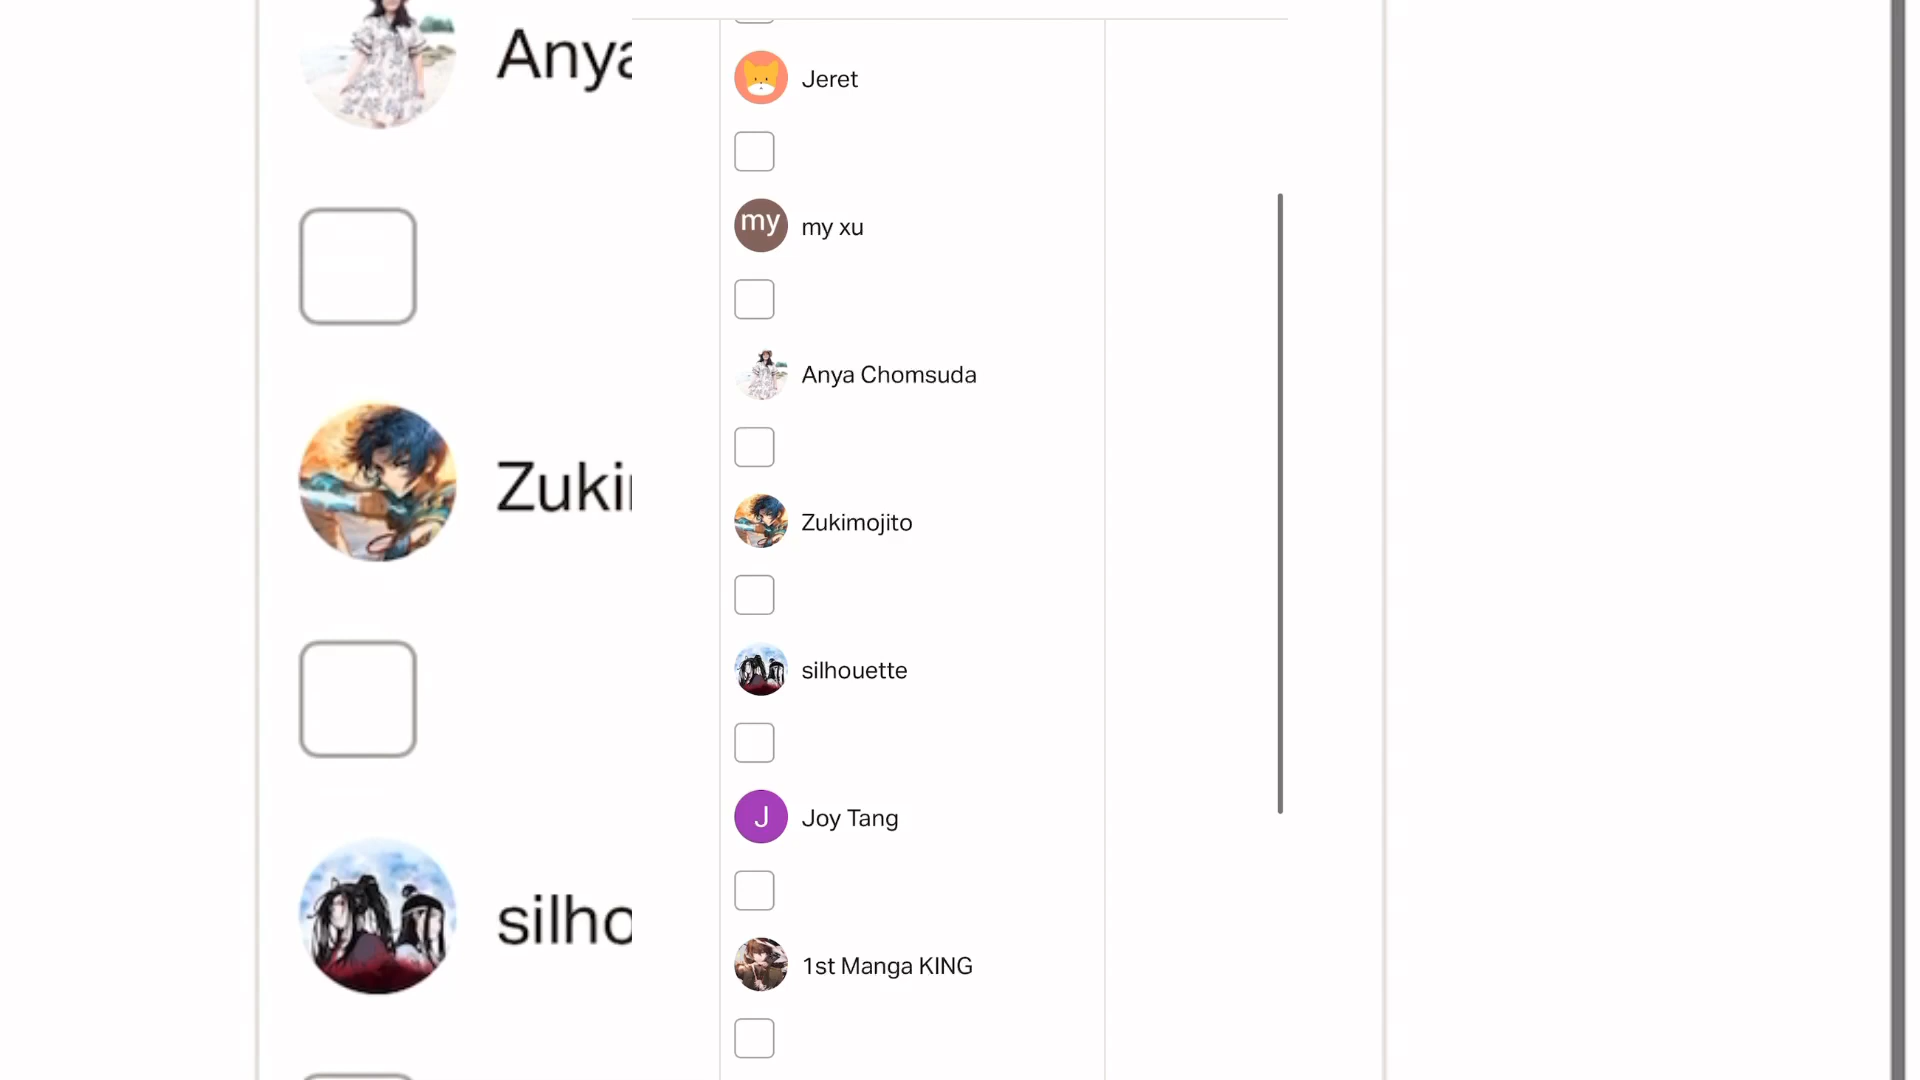 Anya
Zuki
silho
Jeret
my
my xu
Anya Chomsuda
Zukimojito
silhouette
J
Joy Tang
1st Manga KING